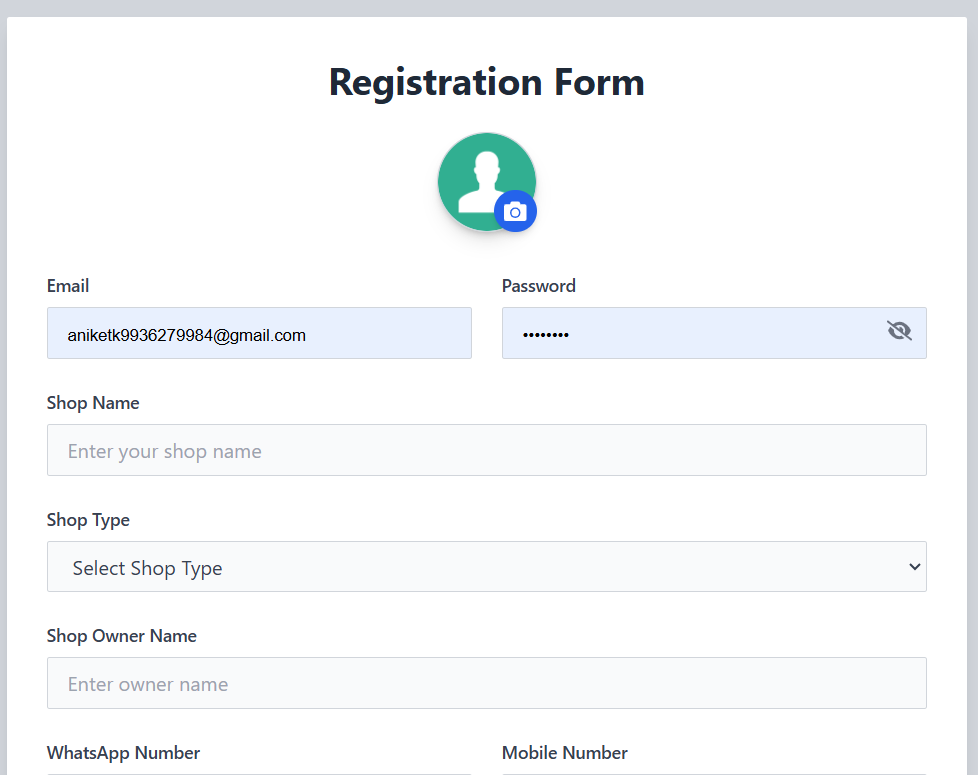 Registration Form
Email
Password
aniketk9936279984@gmail.com
••••••••
Shop Name
Enter your shop name
Shop Type
Select Shop Type
Shop Owner Name
Enter owner name
WhatsApp Number
Mobile Number